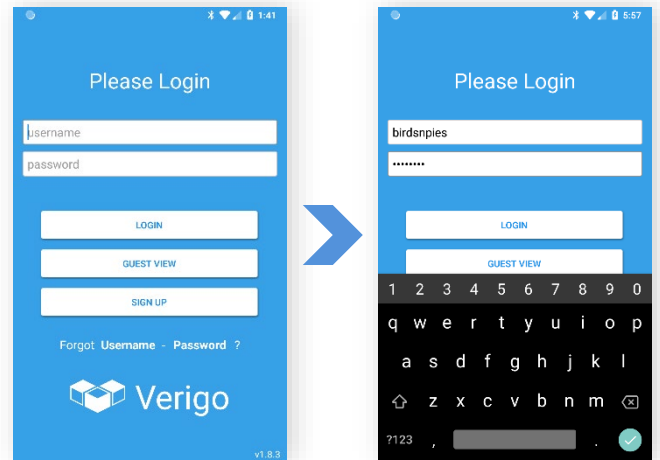 1:41
Please Login
username
password
LOGIN
GUEST VIEW
SIGN UP
Forgot Username - Password ?
Verigo
v1.8.3
5:57
Please Login
birdsnpies
••••••••
LOGIN
GUEST VIEW
1 2 3 4 5 6 7 8 9 0
q w e r t y u i o p
a s d f g h j k l
z x c v b n m
?123 , .